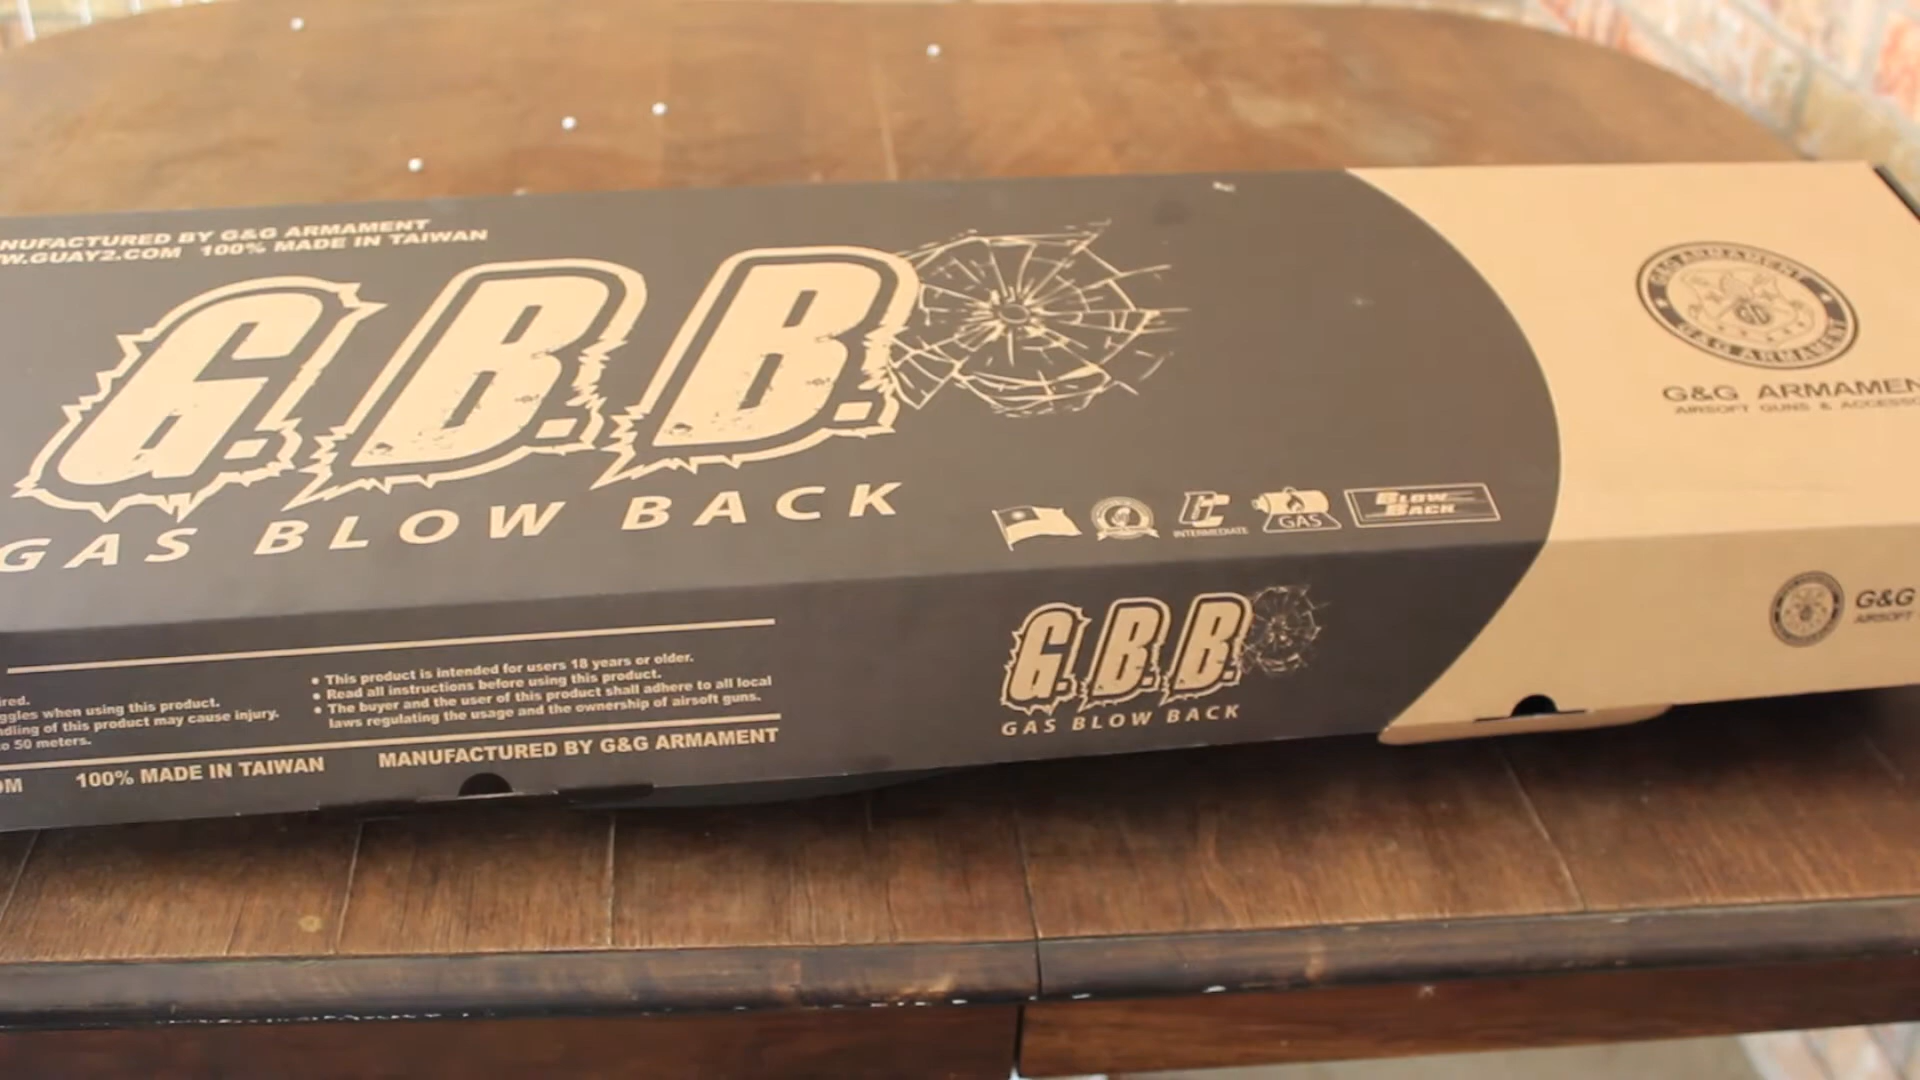 NUFACTURED BY G&G ARMAMENT
W.GUAY2.COM 100% MADE IN TAIWAN
G.B.B.
GAS BLOW BACK
G&G ARMAMENT
G&G ARMAMENT
G&G ARMAMEN
AIRSOFT GUNS & ACCESSO
INTERMEDIATE
GAS
BLOW
BACK
G.B.B.
GAS BLOW BACK
G&G
AIRSOFT
ired.
ggles when using this product.
ndling of this product may cause injury.
o 50 meters.
• This product is intended for users 18 years or older.
• Read all instructions before using this product.
• The buyer and the user of this product shall adhere to all local
laws regulating the usage and the ownership of airsoft guns.
OM 100% MADE IN TAIWAN MANUFACTURED BY G&G ARMAMENT